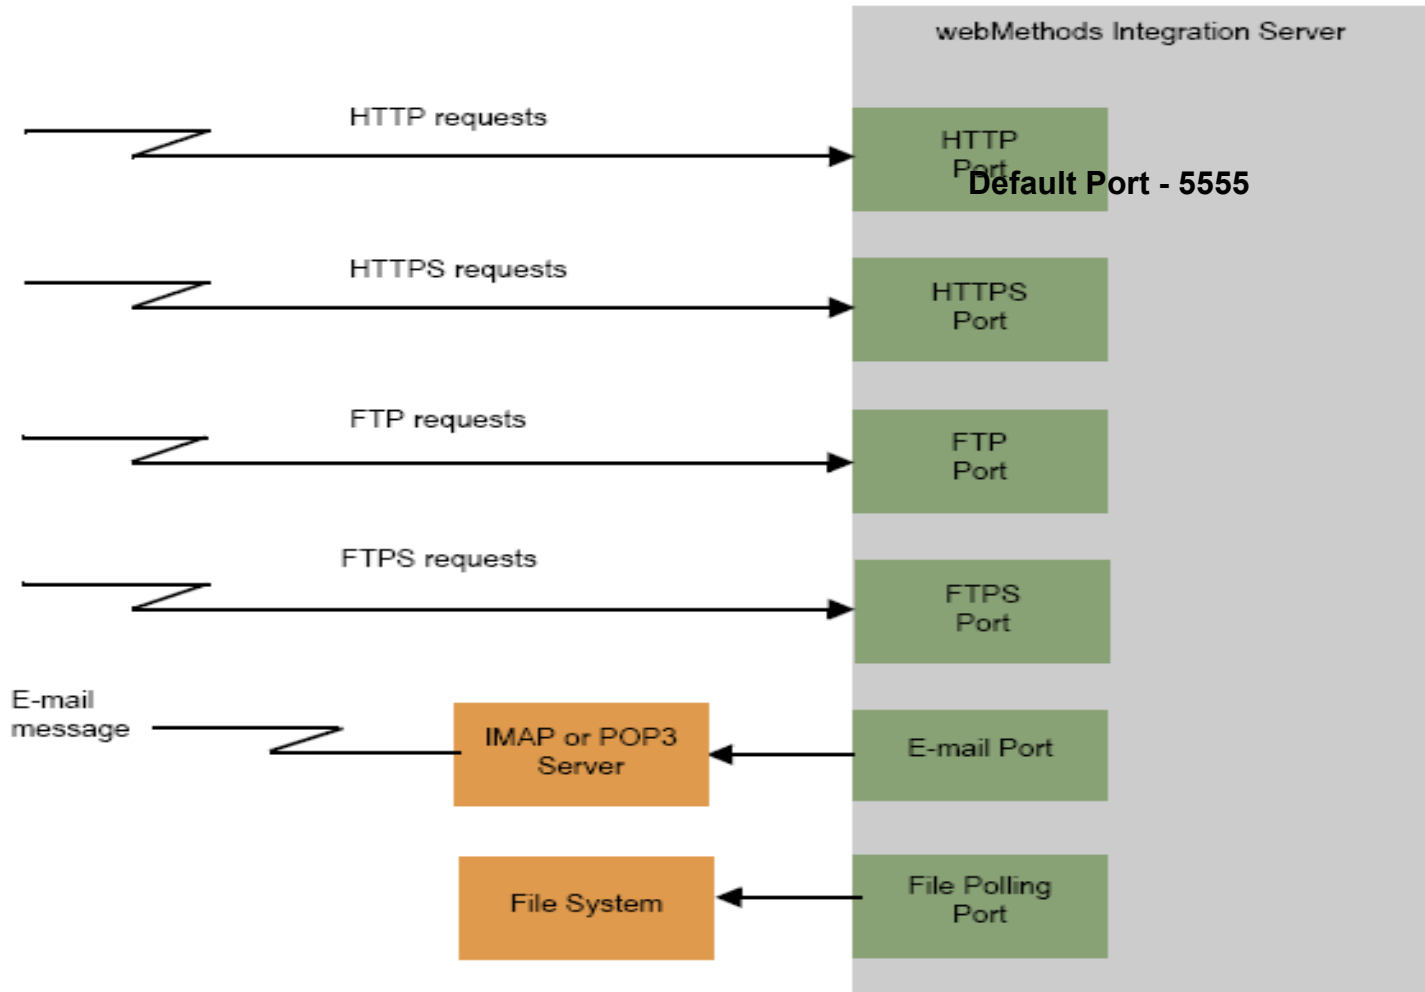 webMethods Integration Server
HTTP requests
HTTP
Port
Default Port - 5555
HTTPS requests
HTTPS
Port
FTP requests
FTP
Port
FTPS requests
FTPS
Port
E-mail
message
IMAP or POP3
Server
E-mail Port
File System
File Polling
Port